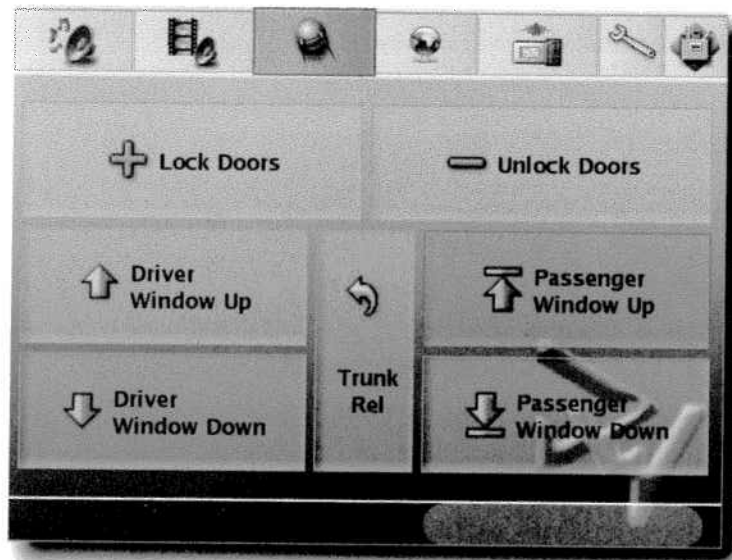 Lock Doors
Unlock Doors
Driver
Window Up
Passenger
Window Up
Trunk
Rel
Driver
Window Down
Passenger
Window Down